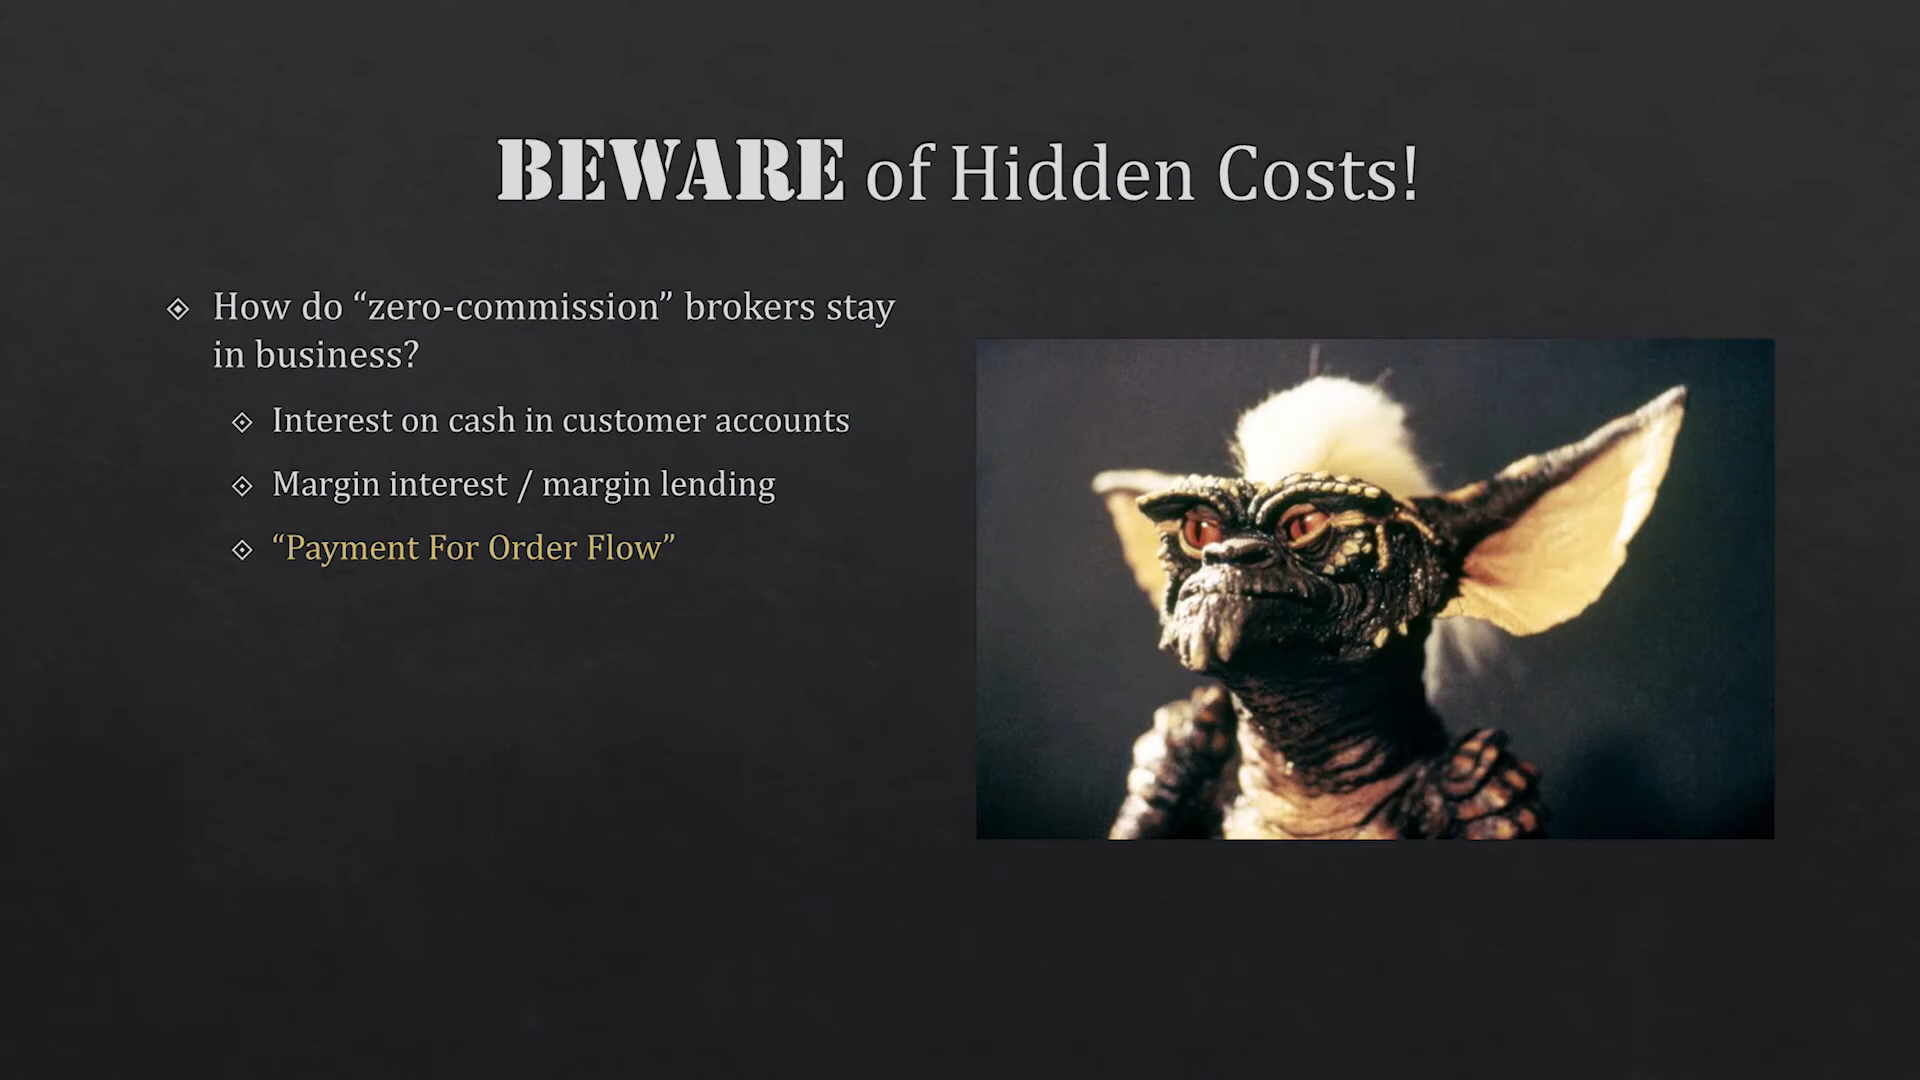 BEWARE of Hidden Costs!
How do “zero-commission” brokers stay
in business?
Interest on cash in customer accounts
Margin interest / margin lending
“Payment For Order Flow”